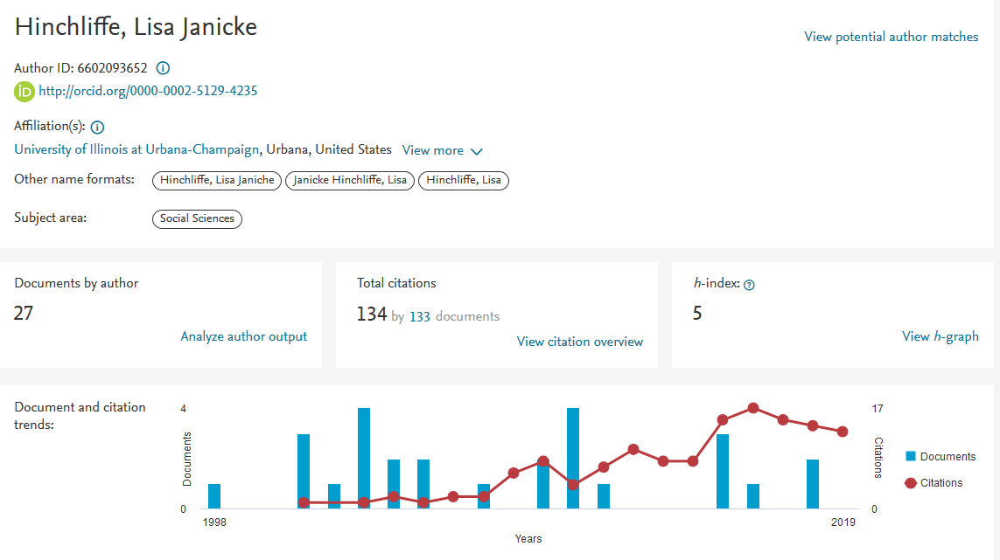 Hinchliffe, Lisa Janicke
View potential author matches
Author ID: 6602093652
iD http://orcid.org/0000-0002-5129-4235
Affiliation(s):
University of Illinois at Urbana-Champaign, Urbana, United States View more
Other name formats: Hinchliffe, Lisa Janiche Janicke Hinchliffe, Lisa Hinchliffe, Lisa
Subject area: Social Sciences
Documents by author
27
Analyze author output
Total citations
134 by 133 documents
View citation overview
h-index: ?
5
View h-graph
Document and citation
trends:
4
Documents
0
17
Citations
0
1998 2019
Years
Documents
Citations